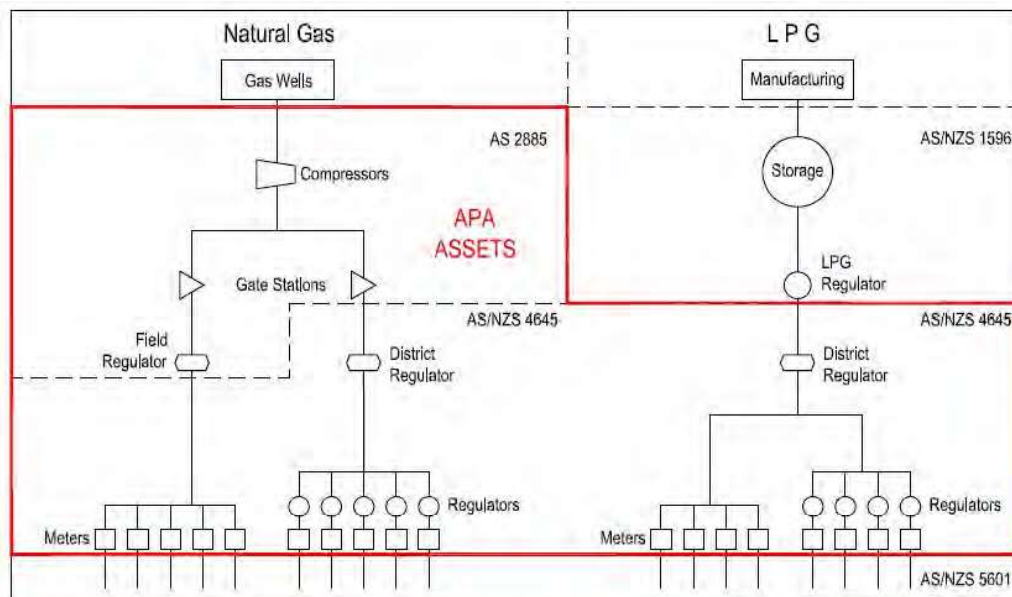 Natural Gas
L P G
Gas Wells
Manufacturing
AS 2885
AS/NZS 1596
Compressors
Storage
APA
ASSETS
LPG
Regulator
Gate Stations
AS/NZS 4645
AS/NZS 4645
Field
Regulator
District
Regulator
District
Regulator
Regulators
Regulators
Meters
Meters
AS/NZS 5601